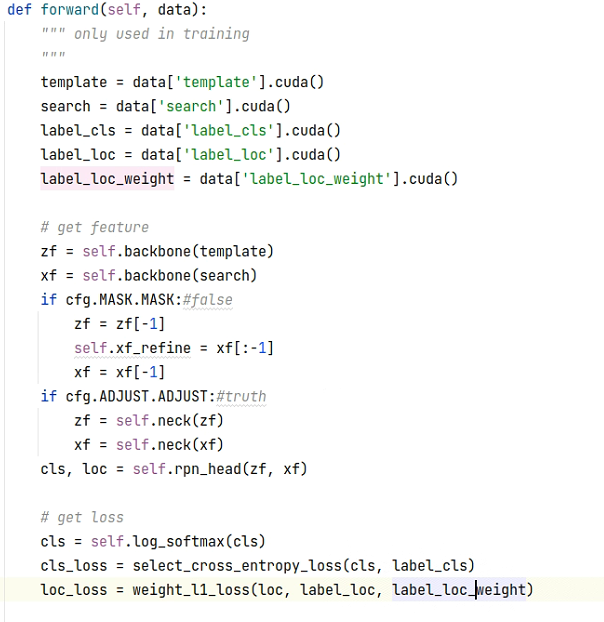 def forward(self, data):
    """ only used in training
    """
    template = data['template'].cuda()
    search = data['search'].cuda()
    label_cls = data['label_cls'].cuda()
    label_loc = data['label_loc'].cuda()
    label_loc_weight = data['label_loc_weight'].cuda()

    # get feature
    zf = self.backbone(template)
    xf = self.backbone(search)
    if cfg.MASK.MASK:#false
        zf = zf[-1]
        self.xf_refine = xf[:-1]
        xf = xf[-1]
    if cfg.ADJUST.ADJUST:#truth
        zf = self.neck(zf)
        xf = self.neck(xf)
    cls, loc = self.rpn_head(zf, xf)

    # get loss
    cls = self.log_softmax(cls)
    cls_loss = select_cross_entropy_loss(cls, label_cls)
    loc_loss = weight_l1_loss(loc, label_loc, label_loc_weight)